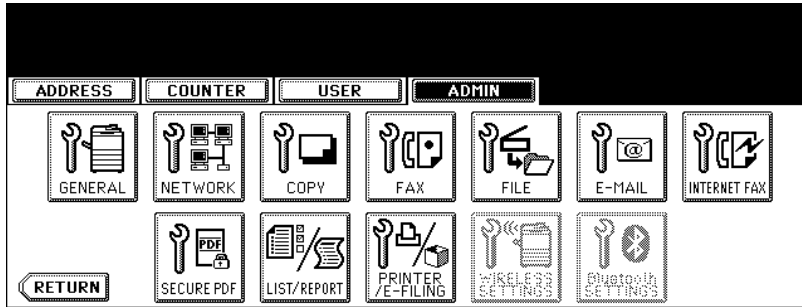 ADDRESS COUNTER USER ADMIN
GENERAL NETWORK COPY FAX FILE E-MAIL INTERNET FAX
@
PDF
SECURE PDF LIST/REPORT PRINTER
/E-FILING WIRELESS
SETTINGS Bluetooth
SETTINGS
RETURN